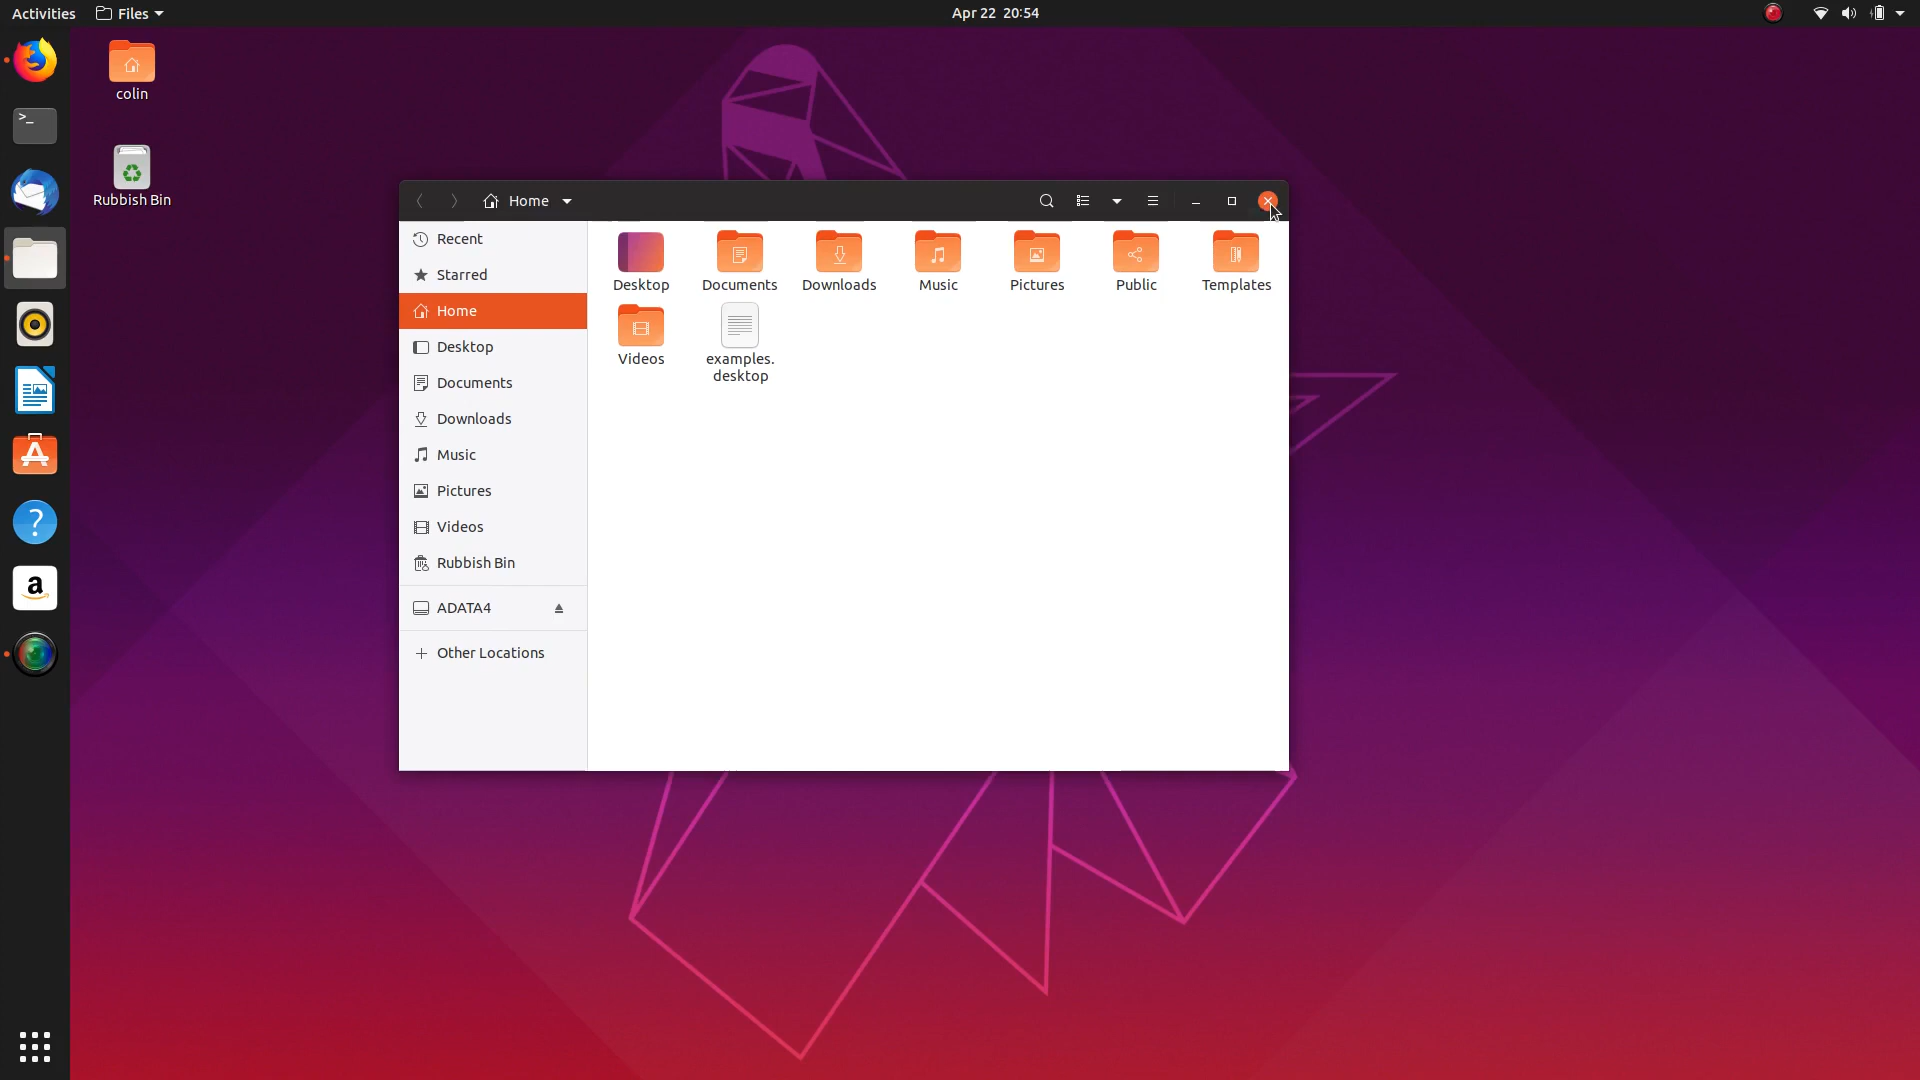 Activities
Files
Apr 22 20:54
colin
Rubbish Bin
Home
Recent
Starred
Home
Desktop
Documents
Downloads
Music
Pictures
Videos
Rubbish Bin
ADATA4
Other Locations
Desktop
Documents
Downloads
Music
Pictures
Public
Templates
Videos
examples.
desktop
>_
?
a